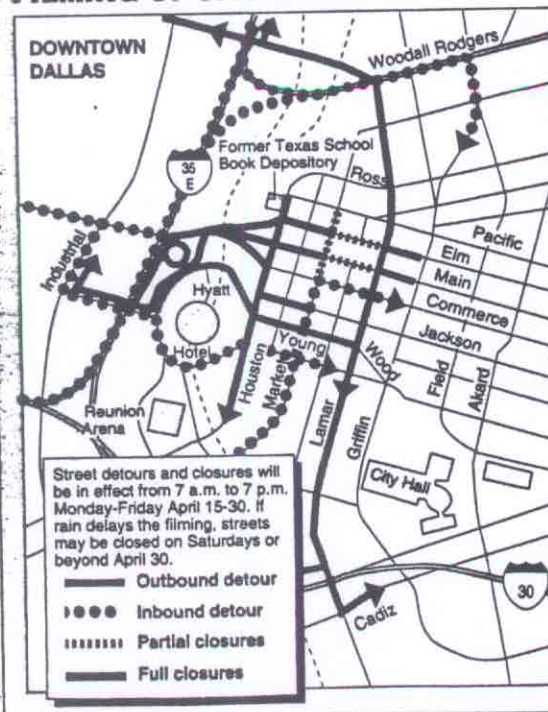 DOWNTOWN
DALLAS
Woodall Rodgers
Former Texas School
Book Depository
35
E
Ross
Pacific
Elm
Main
Commerce
Jackson
Industrial
Hyatt
Hotel
Young
Wood
Houston
Market
Lamar
Griffin
Field
Akard
Reunion
Arena
City Hall
Street detours and closures will
be in effect from 7 a.m. to 7 p.m.
Monday-Friday April 15-30. If
rain delays the filming, streets
may be closed on Saturdays or
beyond April 30.
Outbound detour
Inbound detour
Partial closures
Full closures
30
Cadiz